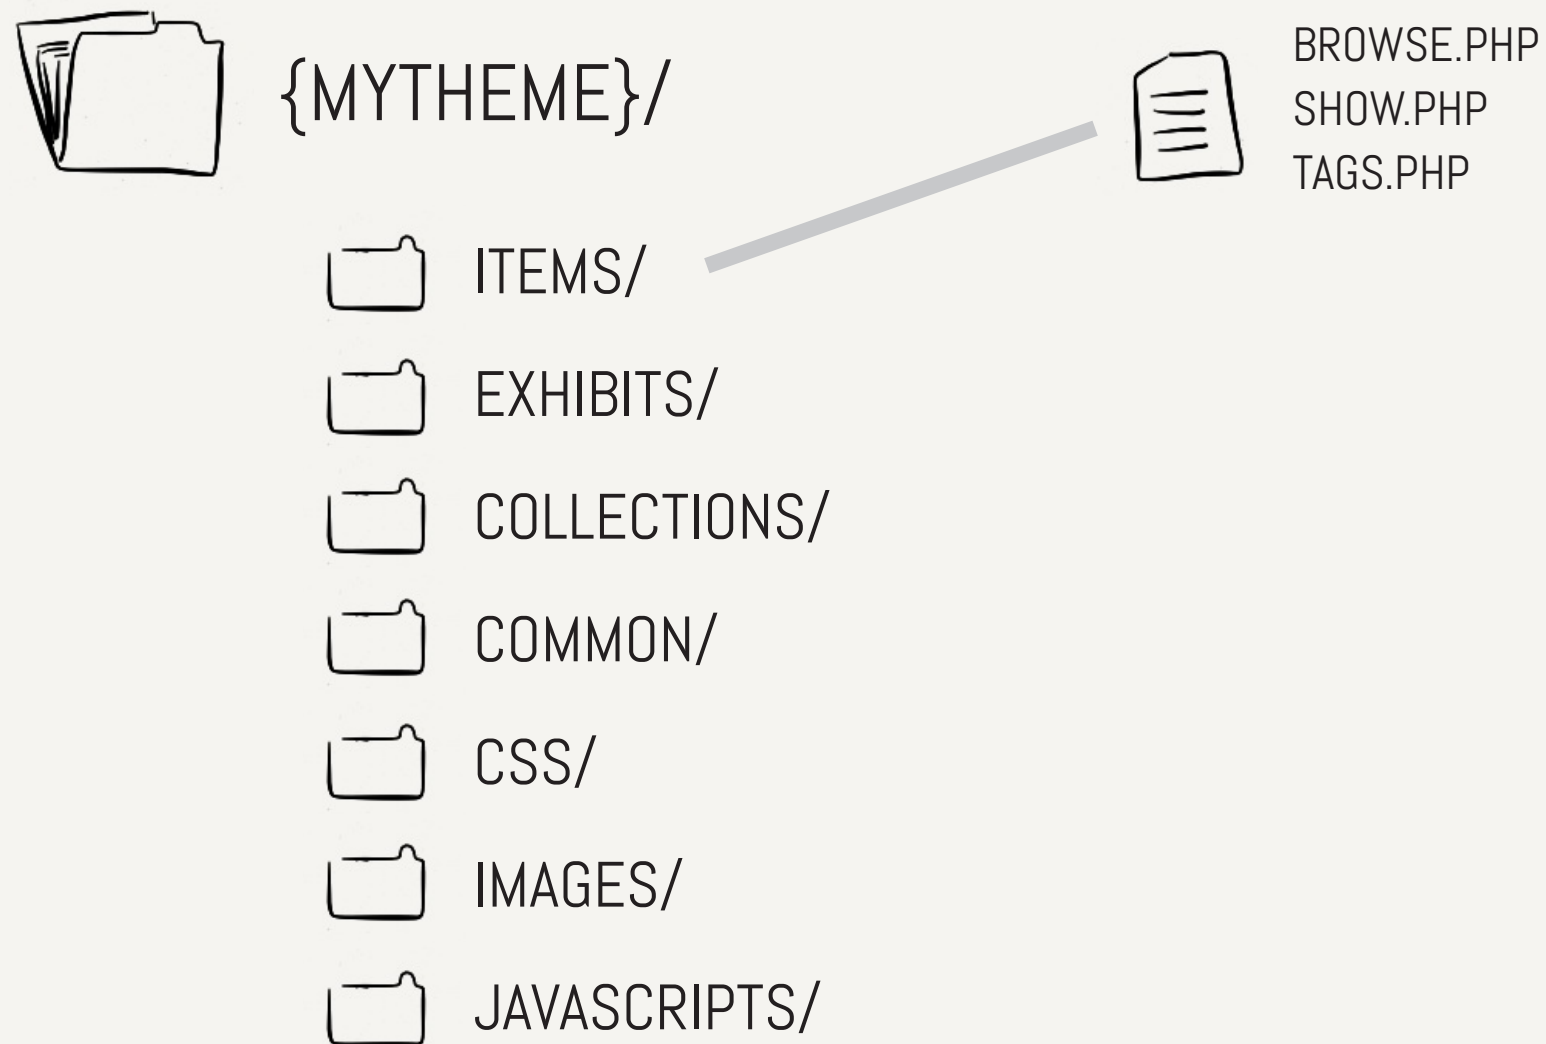 {MYTHEME}/
BROWSE.PHP
SHOW.PHP
TAGS.PHP
ITEMS/
EXHIBITS/
COLLECTIONS/
COMMON/
CSS/
IMAGES/
JAVASCRIPTS/